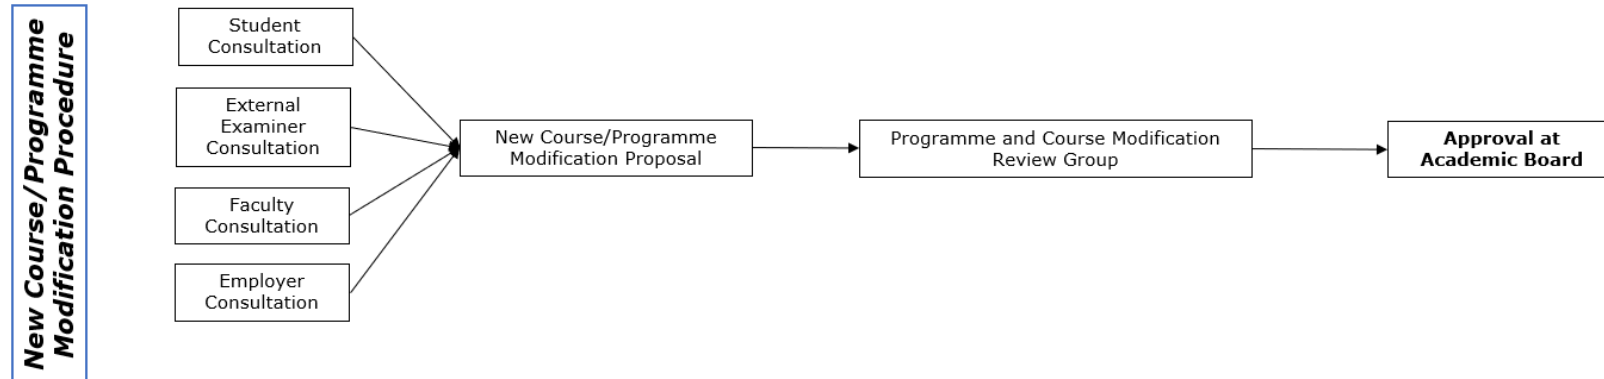 New Course/Programme
Modification Procedure
Student
Consultation
External
Examiner
Consultation
Faculty
Consultation
Employer
Consultation
New Course/Programme
Modification Proposal
Programme and Course Modification
Review Group
Approval at
Academic Board